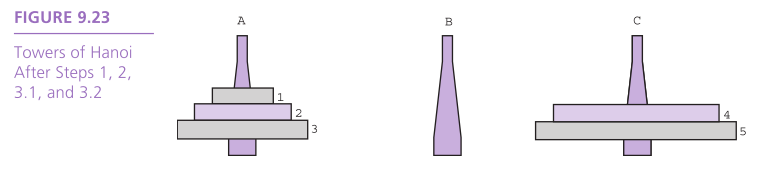 FIGURE 9.23
Towers of Hanoi
After Steps 1, 2,
3.1, and 3.2
A
B
C
1
2
3
4
5